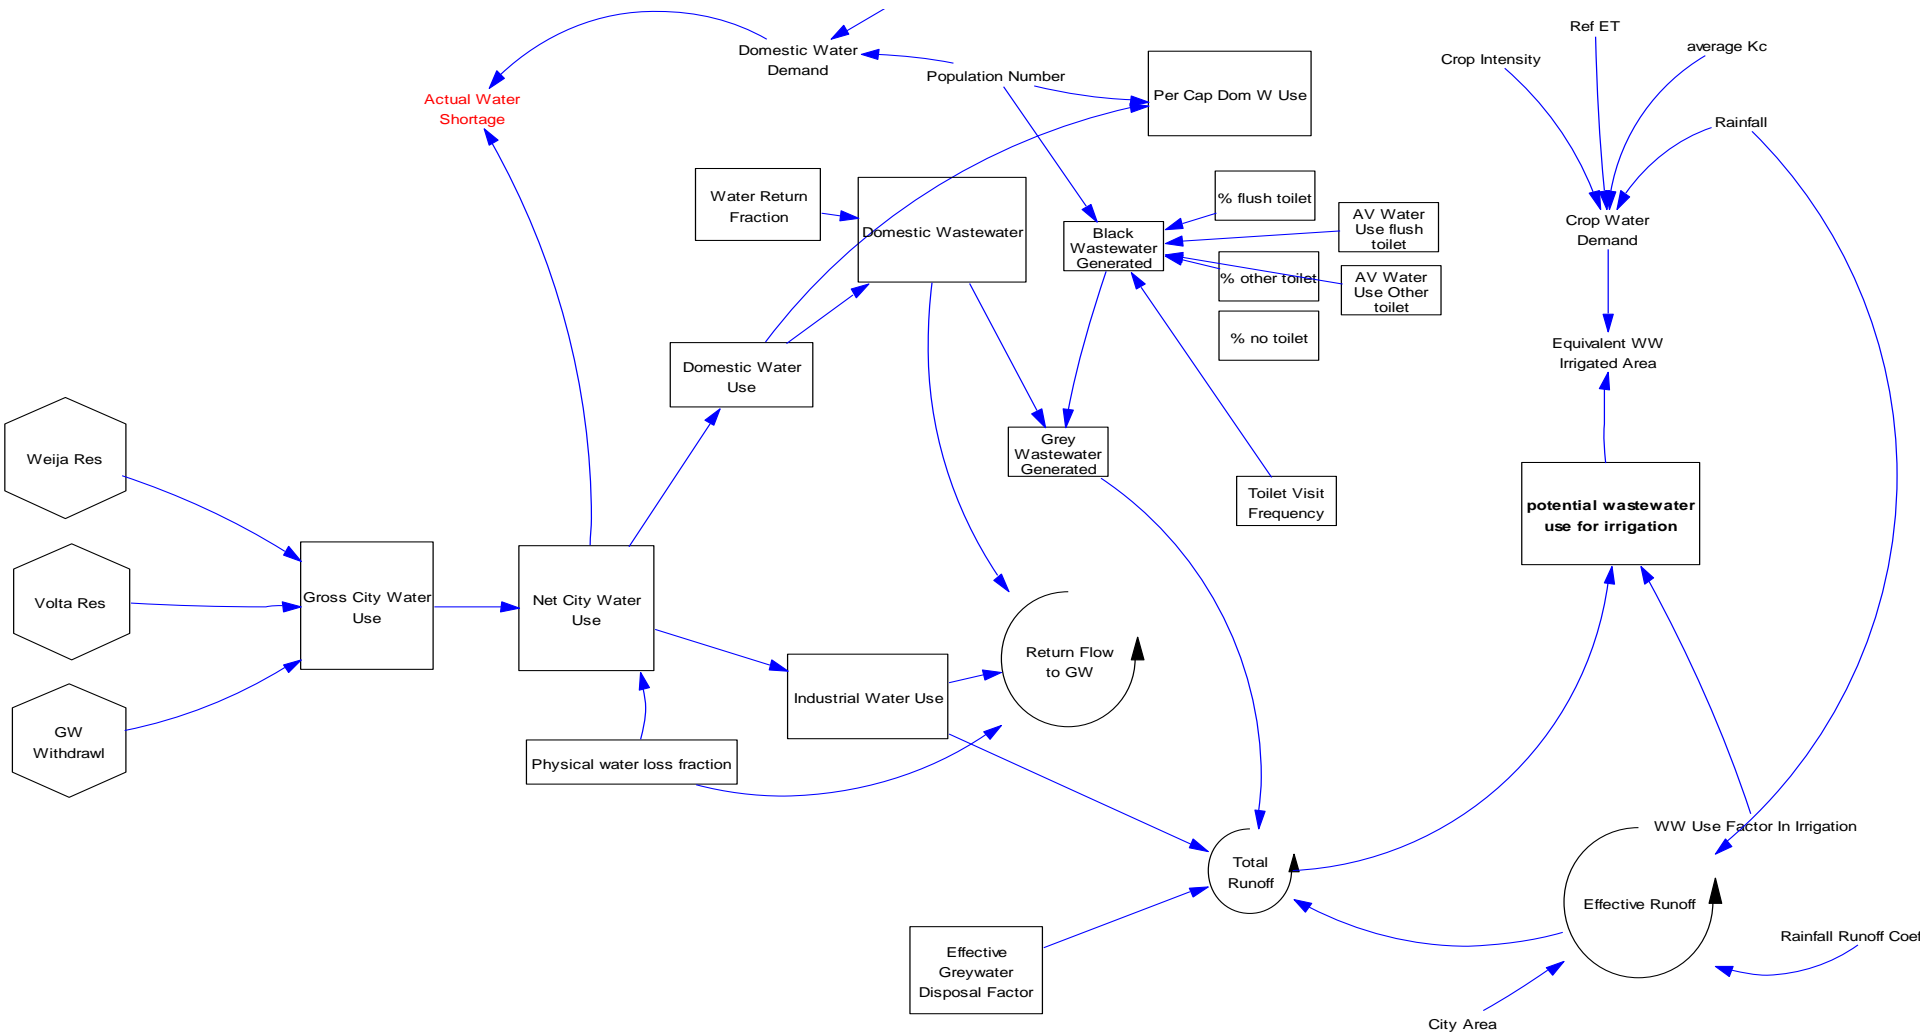 Ref ET
average Kc
Domestic Water
Demand
Crop Intensity
Population Number
Actual Water
Shortage
Per Cap Dom W Use
Rainfall
Water Return
Fraction
Domestic Wastewater
% flush toilet
AV Water
Use flush
toilet
Black
Wastewater
Generated
Crop Water
Demand
% other toilet
AV Water
Use Other
toilet
% no toilet
Equivalent WW
Irrigated Area
Domestic Water
Use
Weija Res
Grey
Wastewater
Generated
Toilet Visit
Frequency
potential wastewater
use for irrigation
Volta Res
Gross City Water
Use
Net City Water
Use
Return Flow
to GW
Industrial Water Use
GW
Withdrawl
Physical water loss fraction
WW Use Factor In Irrigation
Total
Runoff
Effective Runoff
Effective
Greywater
Disposal Factor
Rainfall Runoff Coef
City Area